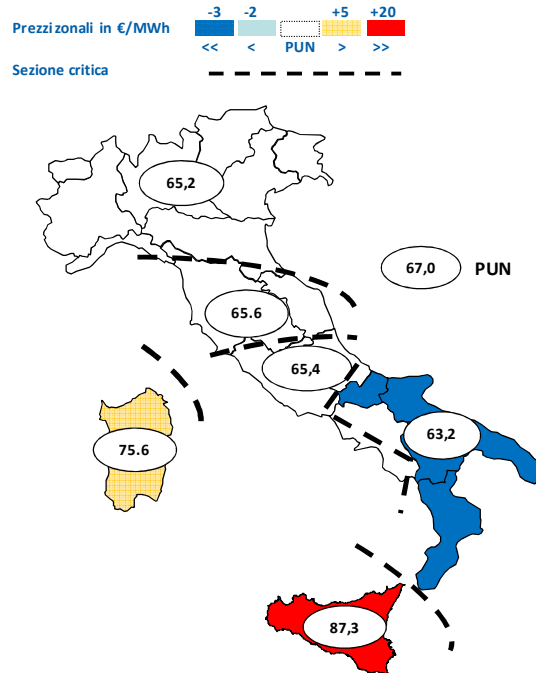 -3 -2 +5 +20
Prezzi zonali in €/MWh
<< < PUN > >>
Sezione critica
65,2
67,0 PUN
65.6
65,4
63,2
75.6
87,3